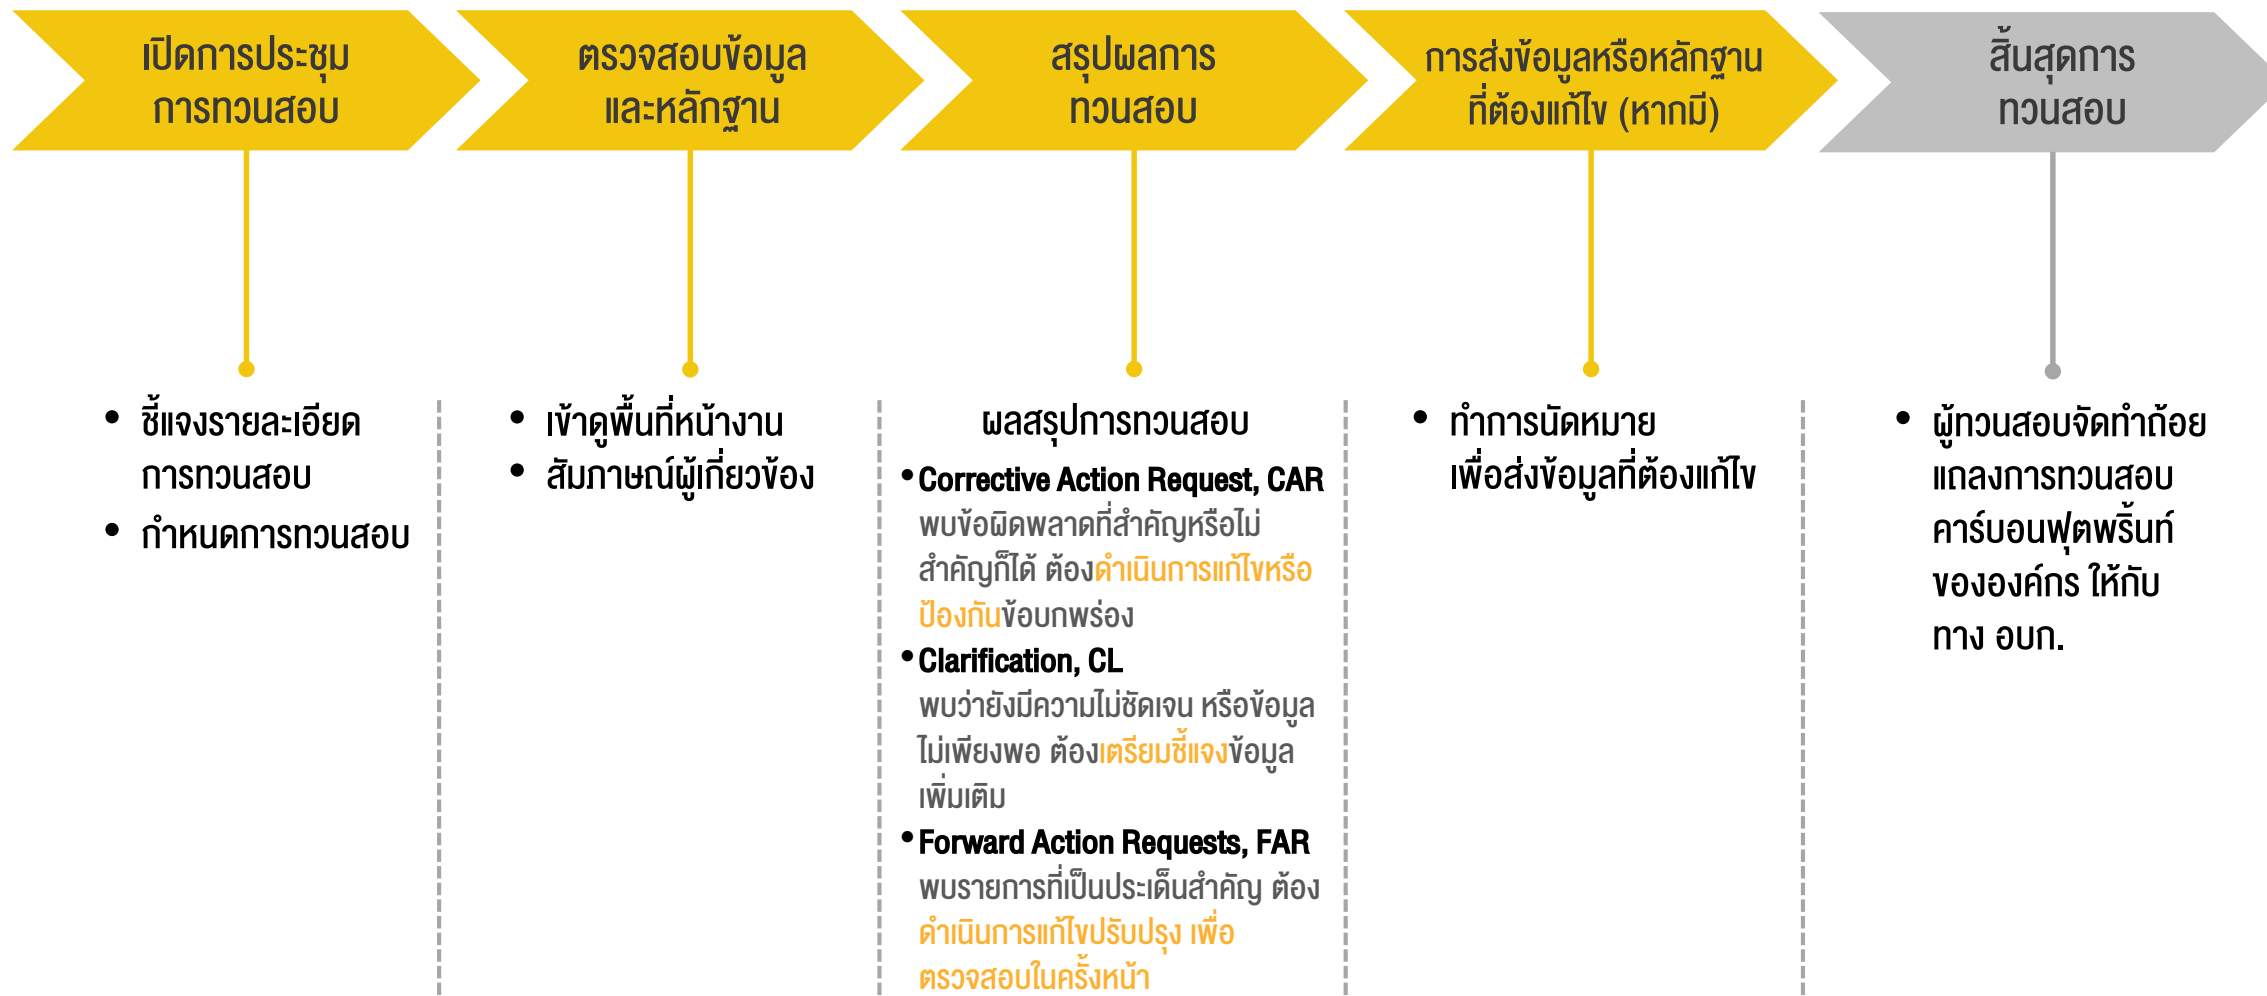 เปิดการประชุม
การทวนสอบ
ตรวจสอบข้อมูล
และหลักฐาน
สรุปผลการ
ทวนสอบ
การส่งข้อมูลหรือหลักฐาน
ที่ต้องแก้ไข (หากมี)
สิ้นสุดการ
ทวนสอบ
• ชี้แจงรายละเอียด
การทวนสอบ
• กำหนดการทวนสอบ
• เข้าดูพื้นที่หน้างาน
• สัมภาษณ์ผู้เกี่ยวข้อง
ผลสรุปการทวนสอบ
• Corrective Action Request, CAR
พบข้อผิดพลาดที่สำคัญหรือไม่
สำคัญก็ได้ ต้องดำเนินการแก้ไขหรือ
ป้องกันข้อบกพร่อง
• Clarification, CL
พบว่ายังมีความไม่ชัดเจน หรือข้อมูล
ไม่เพียงพอ ต้องเตรียมชี้แจงข้อมูล
เพิ่มเติม
• Forward Action Requests, FAR
พบรายการที่เป็นประเด็นสำคัญ ต้อง
ดำเนินการแก้ไขปรับปรุง เพื่อ
ตรวจสอบในครั้งหน้า
• ทำการนัดหมาย
เพื่อส่งข้อมูลที่ต้องแก้ไข
• ผู้ทวนสอบจัดทำถ้อย
แถลงการทวนสอบ
คาร์บอนฟุตพริ้นท์
ขององค์กร ให้กับ
ทาง อบก.